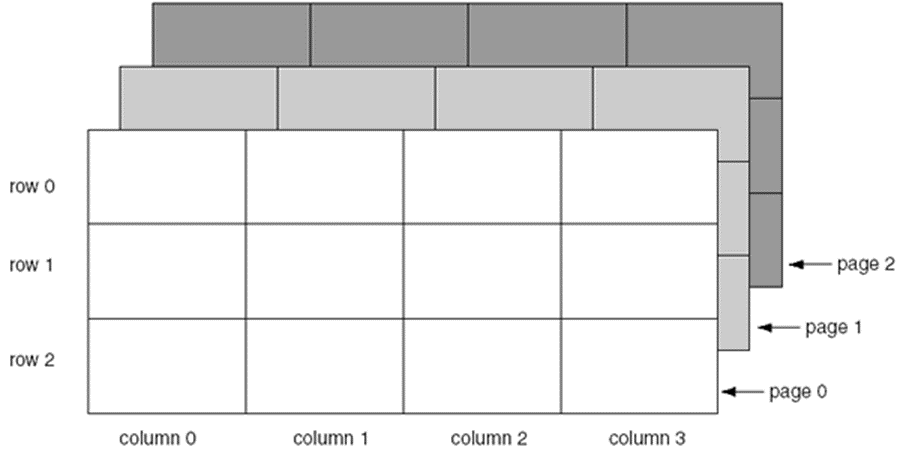 row 0
row 1
page 2
page 1
row 2
page 0
column 0
column 1
column 2
column 3